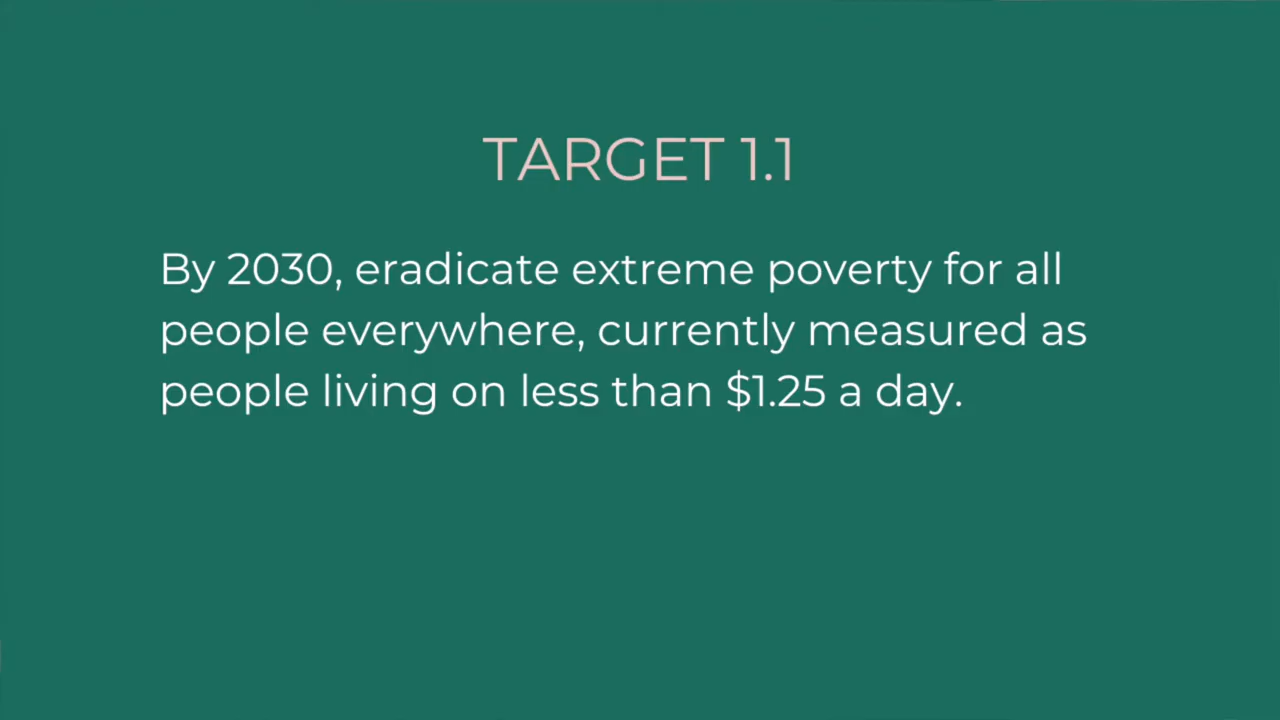 TARGET 1.1
By 2030, eradicate extreme poverty for all
people everywhere, currently measured as
people living on less than $1.25 a day.